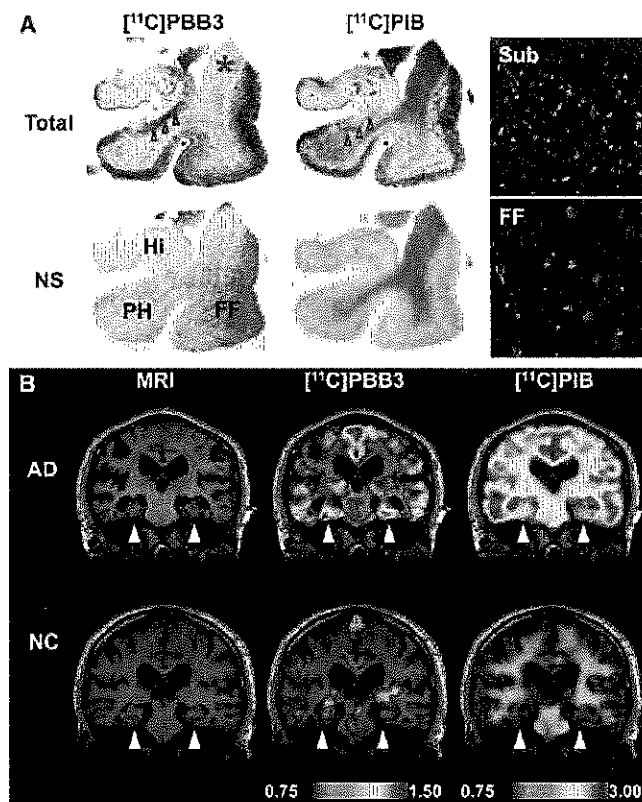 A [¹¹C]PBB3 [¹¹C]PIB
Sub
*
Total
FF
Hi
NS
PH FF
B MRI [¹¹C]PBB3 [¹¹C]PIB
AD
NC
0.75 1.50 0.75 3.00